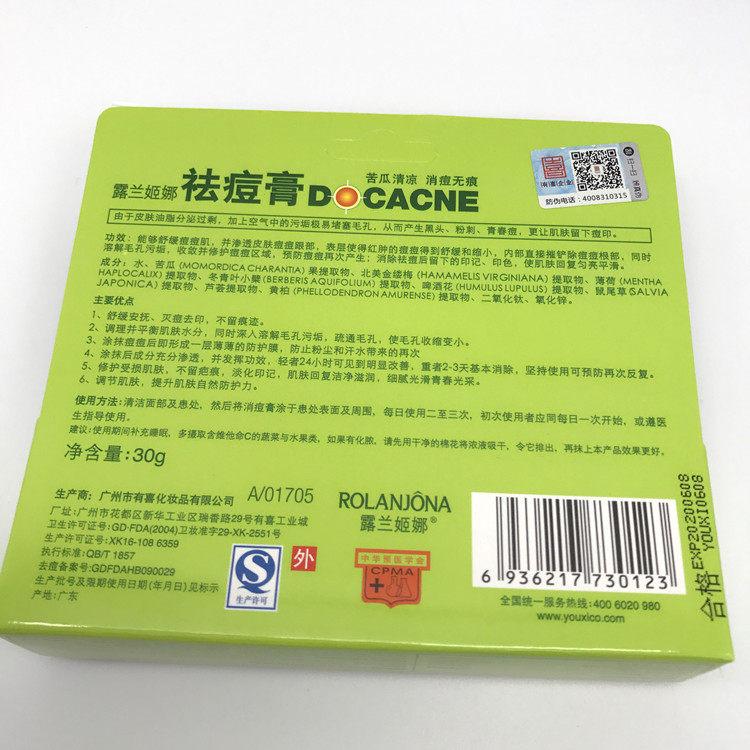 露兰姬娜 祛痘膏 DOCACNE
苦瓜清凉 消痘无痕
有喜企业
防伪电话:4008310315
由于皮肤油脂分泌过剩，加上空气中的污垢极易堵塞毛孔，从而产生黑头、粉刺、青春痘，更让肌肤留下痘印。
功效：能够舒缓痘痘肌，并渗透皮肤痘痘跟部，表层使得红肿的痘痘得到舒缓和缩小，内部直接摧铲除痘痘根部，同时
溶解毛孔污垢，收敛并修护痘痘区域，预防痘痘再次产生；消除祛痘后留下的印记、印色，使肌肤回复匀亮平滑。
成分：水、苦瓜(MOMORDICA CHARANTIA)果提取物、北美金缕梅(HAMAMELIS VIRGINIANA)提取物、薄荷(MENTHA
HAPLOCALIX)提取物、冬青叶小檗(BERBERIS AQUIFOLIUM)提取物、啤酒花(HUMULUS LUPULUS)提取物、鼠尾草(SALVIA
JAPONICA)提取物、芦荟提取物、黄柏(PHELLODENDRON AMURENSE)提取物、二氧化钛、氧化锌。
主要优点
1、舒缓安抚、灭痘去印，不留痕迹。
2、调理并平衡肌肤水分，同时深入溶解毛孔污垢，疏通毛孔，使毛孔收缩变小。
3、涂抹痘痘后即形成一层薄薄的防护膜，防止粉尘和汗水带来的再次
4、涂抹后成分充分渗透，并发挥功效，轻者24小时可见到明显改善，重者2-3天基本消除，坚持使用可预防再次反复。
5、修护受损肌肤，不留疤痕，淡化印记，肌肤回复洁净滋润，细腻光滑青春光采。
6、调节肌肤，提升肌肤自然防护力。
使用方法：清洁面部及患处，然后将消痘膏涂于患处表面及周围，每日使用二至三次，初次使用者应同每日一次开始，或遵医
生指导使用。
建议：使用期间补充睡眠，多摄取含维他命C的蔬菜与水果类，如果有化脓，请先用干净的棉花将浓液吸干，令它排出，再抹上本产品效果更好。
净含量：30g
生产商：广州市有喜化妆品有限公司 A/01705
厂址：广州市花都区新华工业区瑞香路29号有喜工业城
卫生许可证号：GD·FDA(2004)卫妆准字29-XK-2551号
生产许可证号：XK16-108 6359
执行标准：QB/T 1857
去痘备案号：GDFDAHB090029
生产批号及限期使用日期(年月日)见标示
产地：广东
QS
生产许可
外
ROLANJÔNA
露兰姬娜®
中华预医学会
CPMA
6 936217 730123
全国统一服务热线：400 6020 980
www.youxico.com
合格 EXP20200608
YOUXI0608